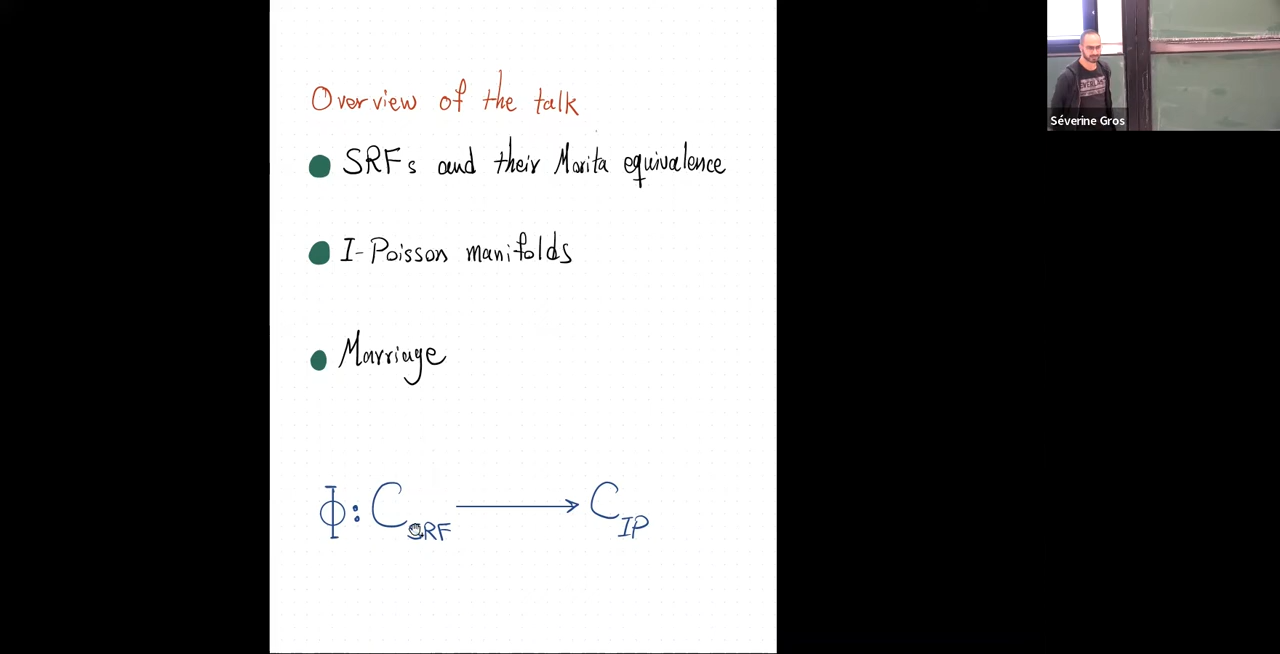 Overview of the talk
SRFs and their Morita equivalence
I-Poisson manifolds
Marriage
Φ: C_SRF → C_IP
Séverine Gros